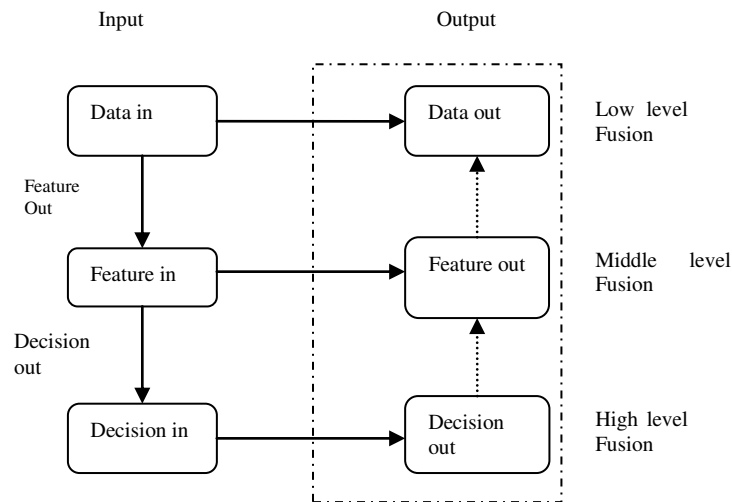 Input
Output
Data in
Data out
Low level
Fusion
Feature
Out
Feature in
Feature out
Middle level
Fusion
Decision
out
Decision in
Decision
out
High level
Fusion